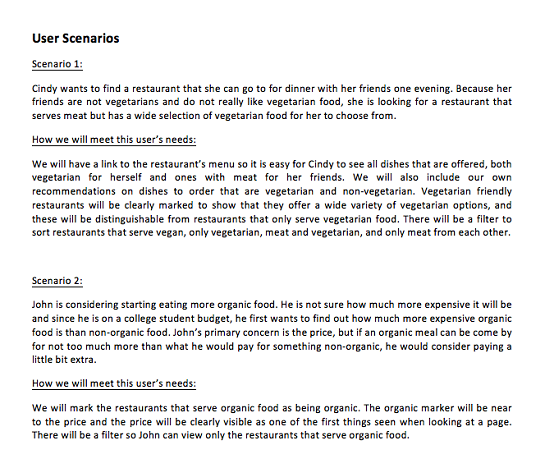 User Scenarios
Scenario 1:
Cindy wants to find a restaurant that she can go to for dinner with her friends one evening. Because her
friends are not vegetarians and do not really like vegetarian food, she is looking for a restaurant that
serves meat but has a wide selection of vegetarian food for her to choose from.
How we will meet this user's needs:
We will have a link to the restaurant's menu so it is easy for Cindy to see all dishes that are offered, both
vegetarian for herself and ones with meat for her friends. We will also include our own
recommendations on dishes to order that are vegetarian and non-vegetarian. Vegetarian friendly
restaurants will be clearly marked to show that they offer a wide variety of vegetarian options, and
these will be distinguishable from restaurants that only serve vegetarian food. There will be a filter to
sort restaurants that serve vegan, only vegetarian, meat and vegetarian, and only meat from each other.
Scenario 2:
John is considering starting eating more organic food. He is not sure how much more expensive it will be
and since he is on a college student budget, he first wants to find out how much more expensive organic
food is than non-organic food. John's primary concern is the price, but if an organic meal can be come by
for not too much more than what he would pay for something non-organic, he would consider paying a
little bit extra.
How we will meet this user's needs:
We will mark the restaurants that serve organic food as being organic. The organic marker will be near
to the price and the price will be clearly visible as one of the first things seen when looking at a page.
There will be a filter so John can view only the restaurants that serve organic food.